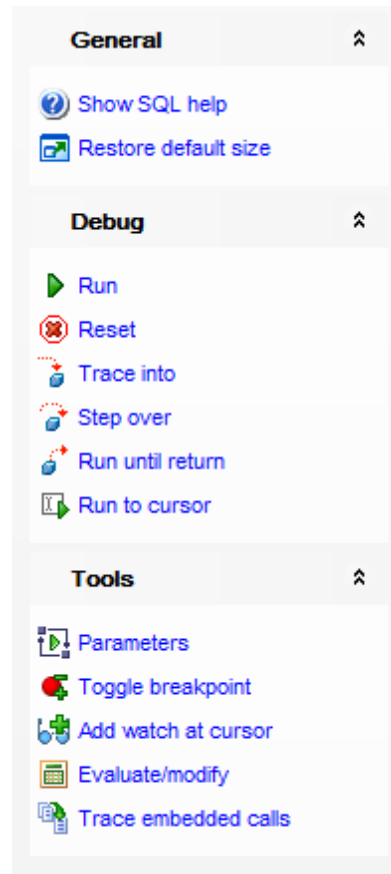 General
Show SQL help
Restore default size
Debug
Run
Reset
Trace into
Step over
Run until return
Run to cursor
Tools
Parameters
Toggle breakpoint
Add watch at cursor
Evaluate/modify
Trace embedded calls